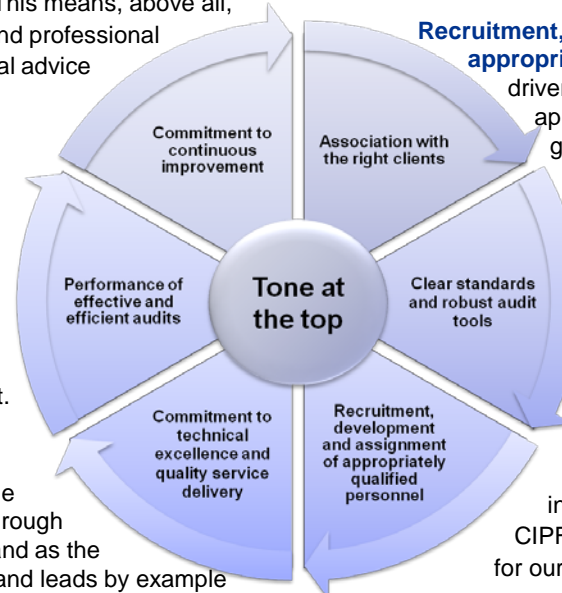 This means, above all,
nd professional
al advice
Recruitment,
appropri
driver
ap
g
Commitment to
continuous
improvement
Association with
the right clients
Performance of
effective and
efficient audits
Tone at
the top
Clear standards
and robust audit
tools
Commitment to
technical
excellence and
quality service
delivery
Recruitment,
development
and assignment
of appropriately
qualified
personnel
t.
e
rough
and as the
and leads by example
in
CIPF
for our